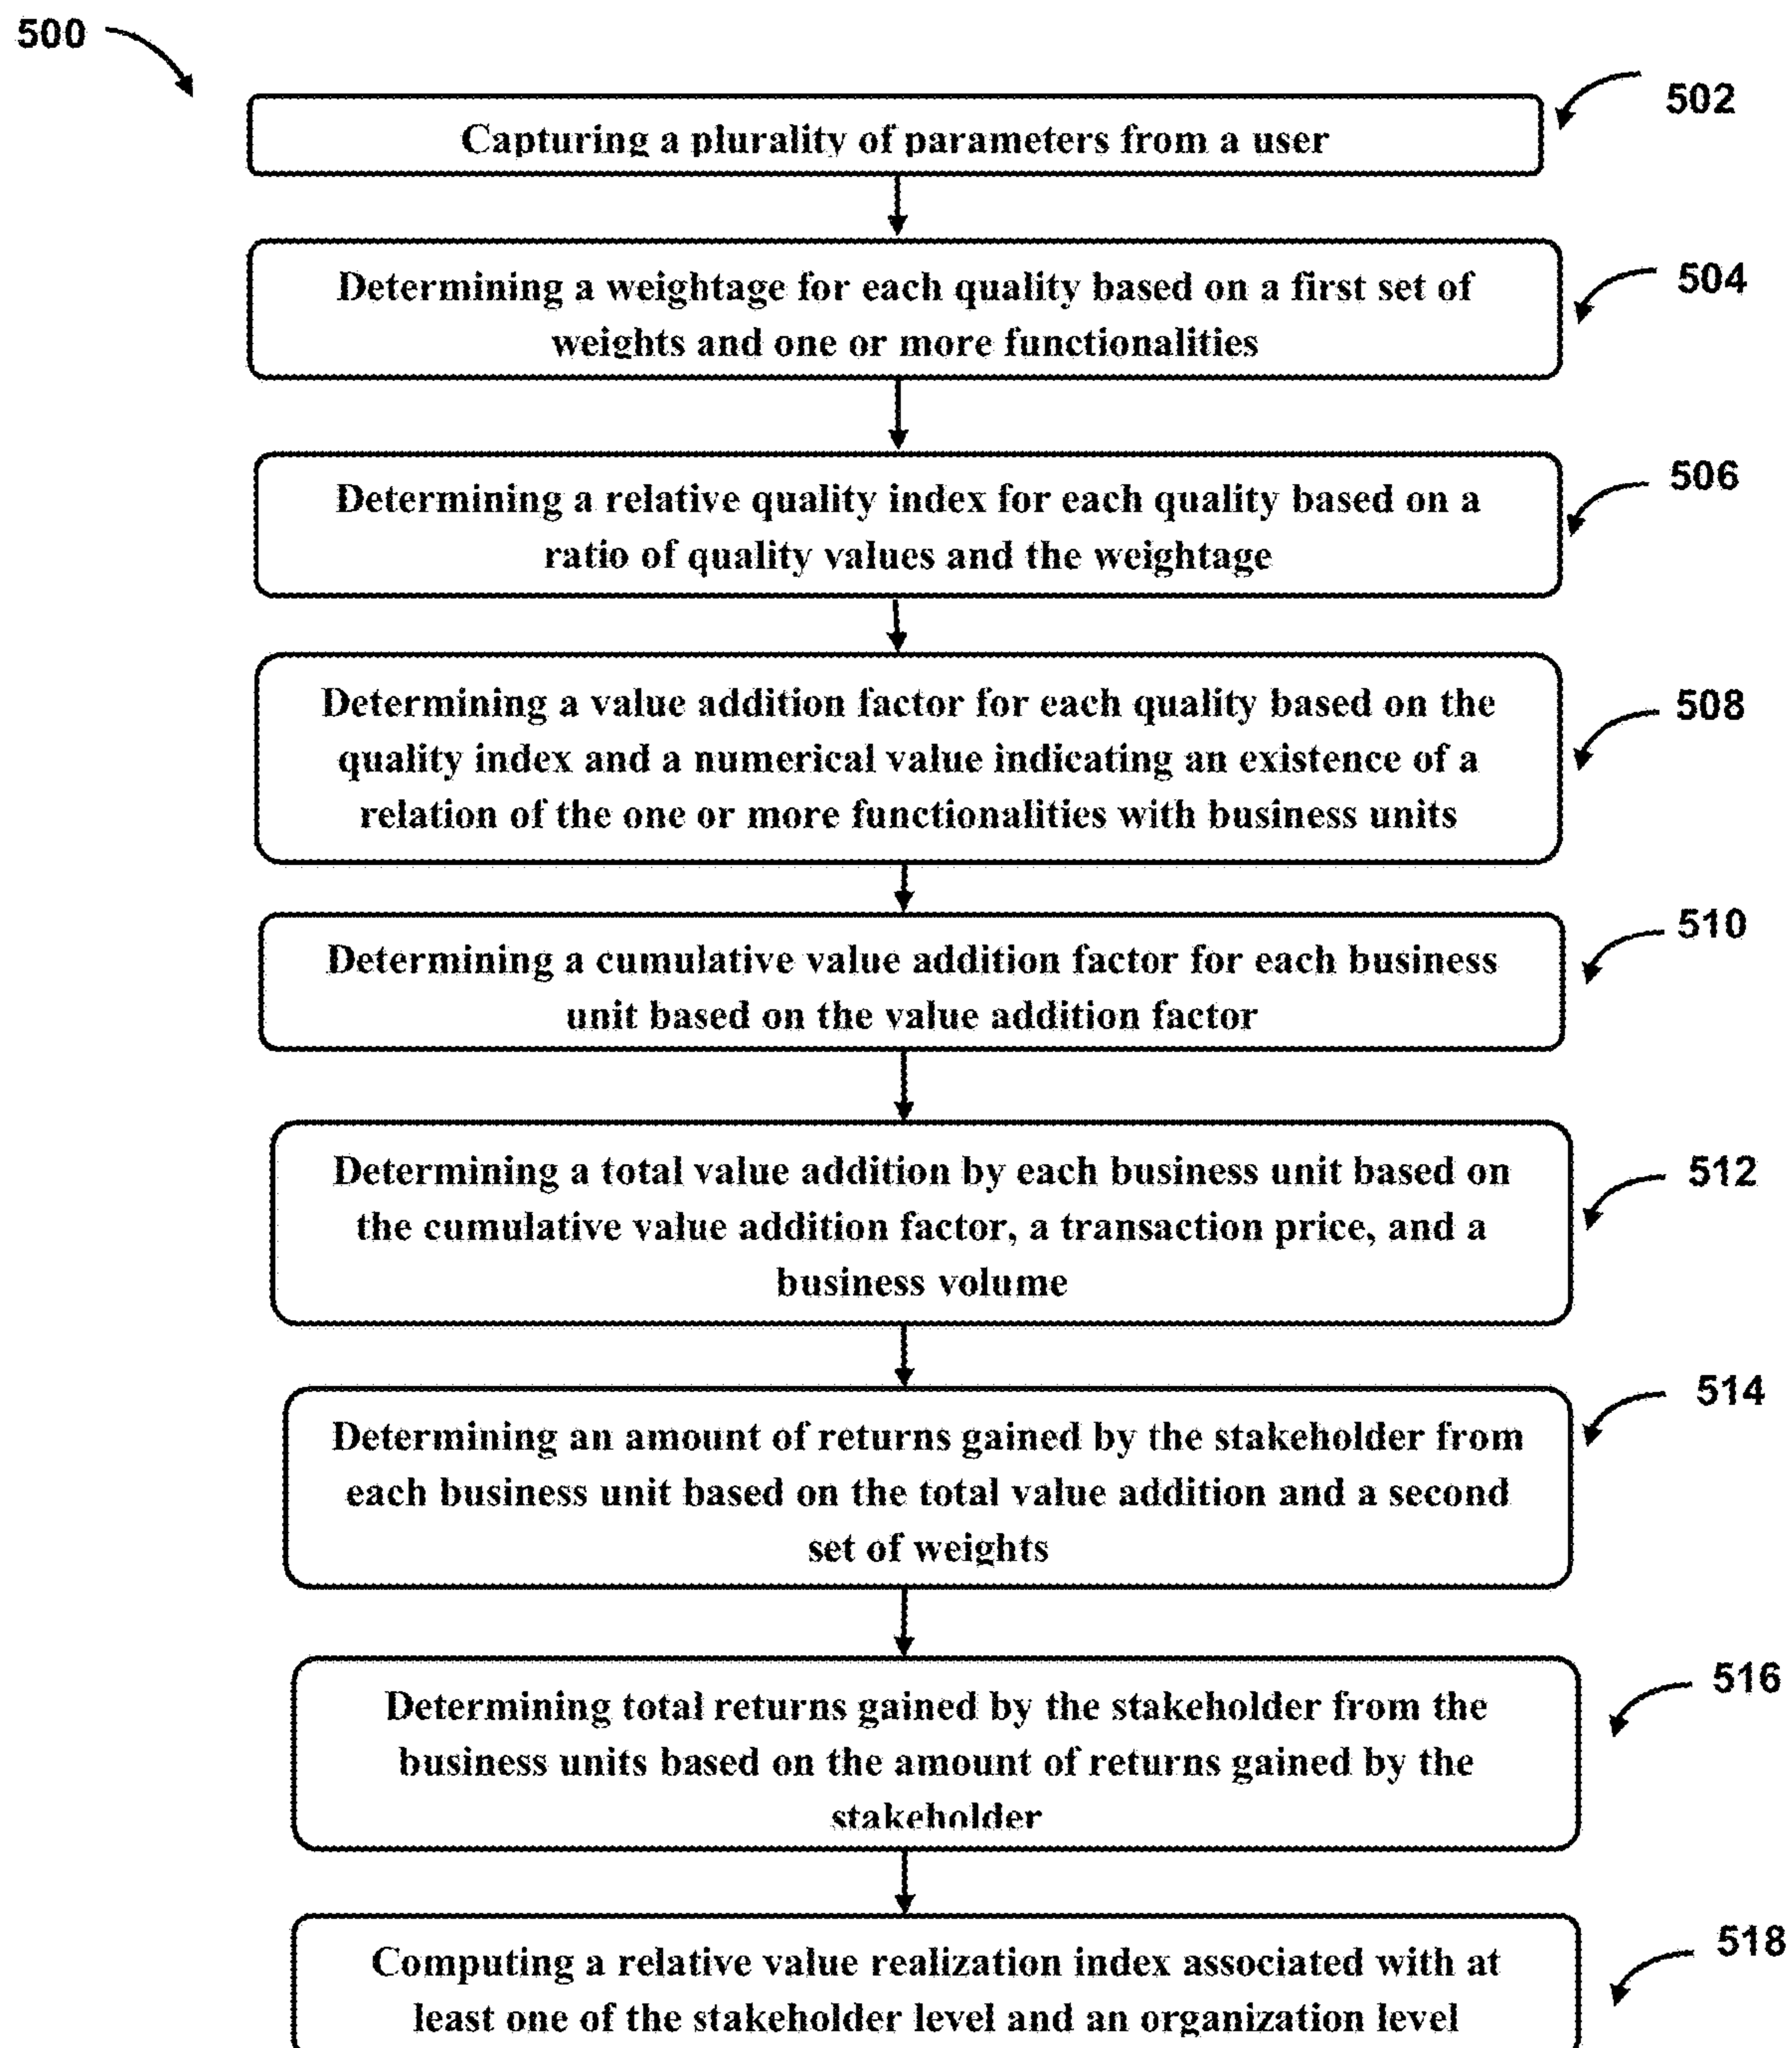 500
502
Capturing a plurality of parameters from a user
504
Determining a weightage for each quality based on a first set of
weights and one or more functionalities
506
Determining a relative quality index for each quality based on a
ratio of quality values and the weightage
508
Determining a value addition factor for each quality based on the
quality index and a numerical value indicating an existence of a
relation of the one or more functionalities with business units
510
Determining a cumulative value addition factor for each business
unit based on the value addition factor
512
Determining a total value addition by each business unit based on
the cumulative value addition factor, a transaction price, and a
business volume
514
Determining an amount of returns gained by the stakeholder from
each business unit based on the total value addition and a second
set of weights
516
Determining total returns gained by the stakeholder from the
business units based on the amount of returns gained by the
stakeholder
518
Computing a relative value realization index associated with at
least one of the stakeholder level and an organization level